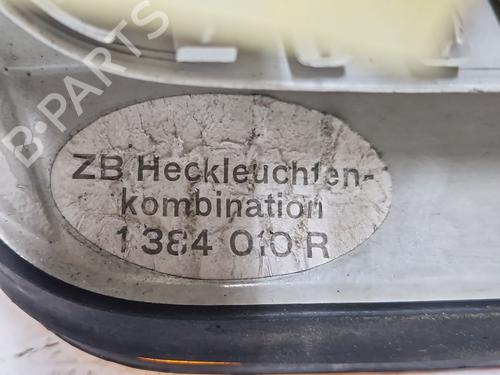 B-PARTS
ZB Heckleuchten-
kombination
1 384 010 R